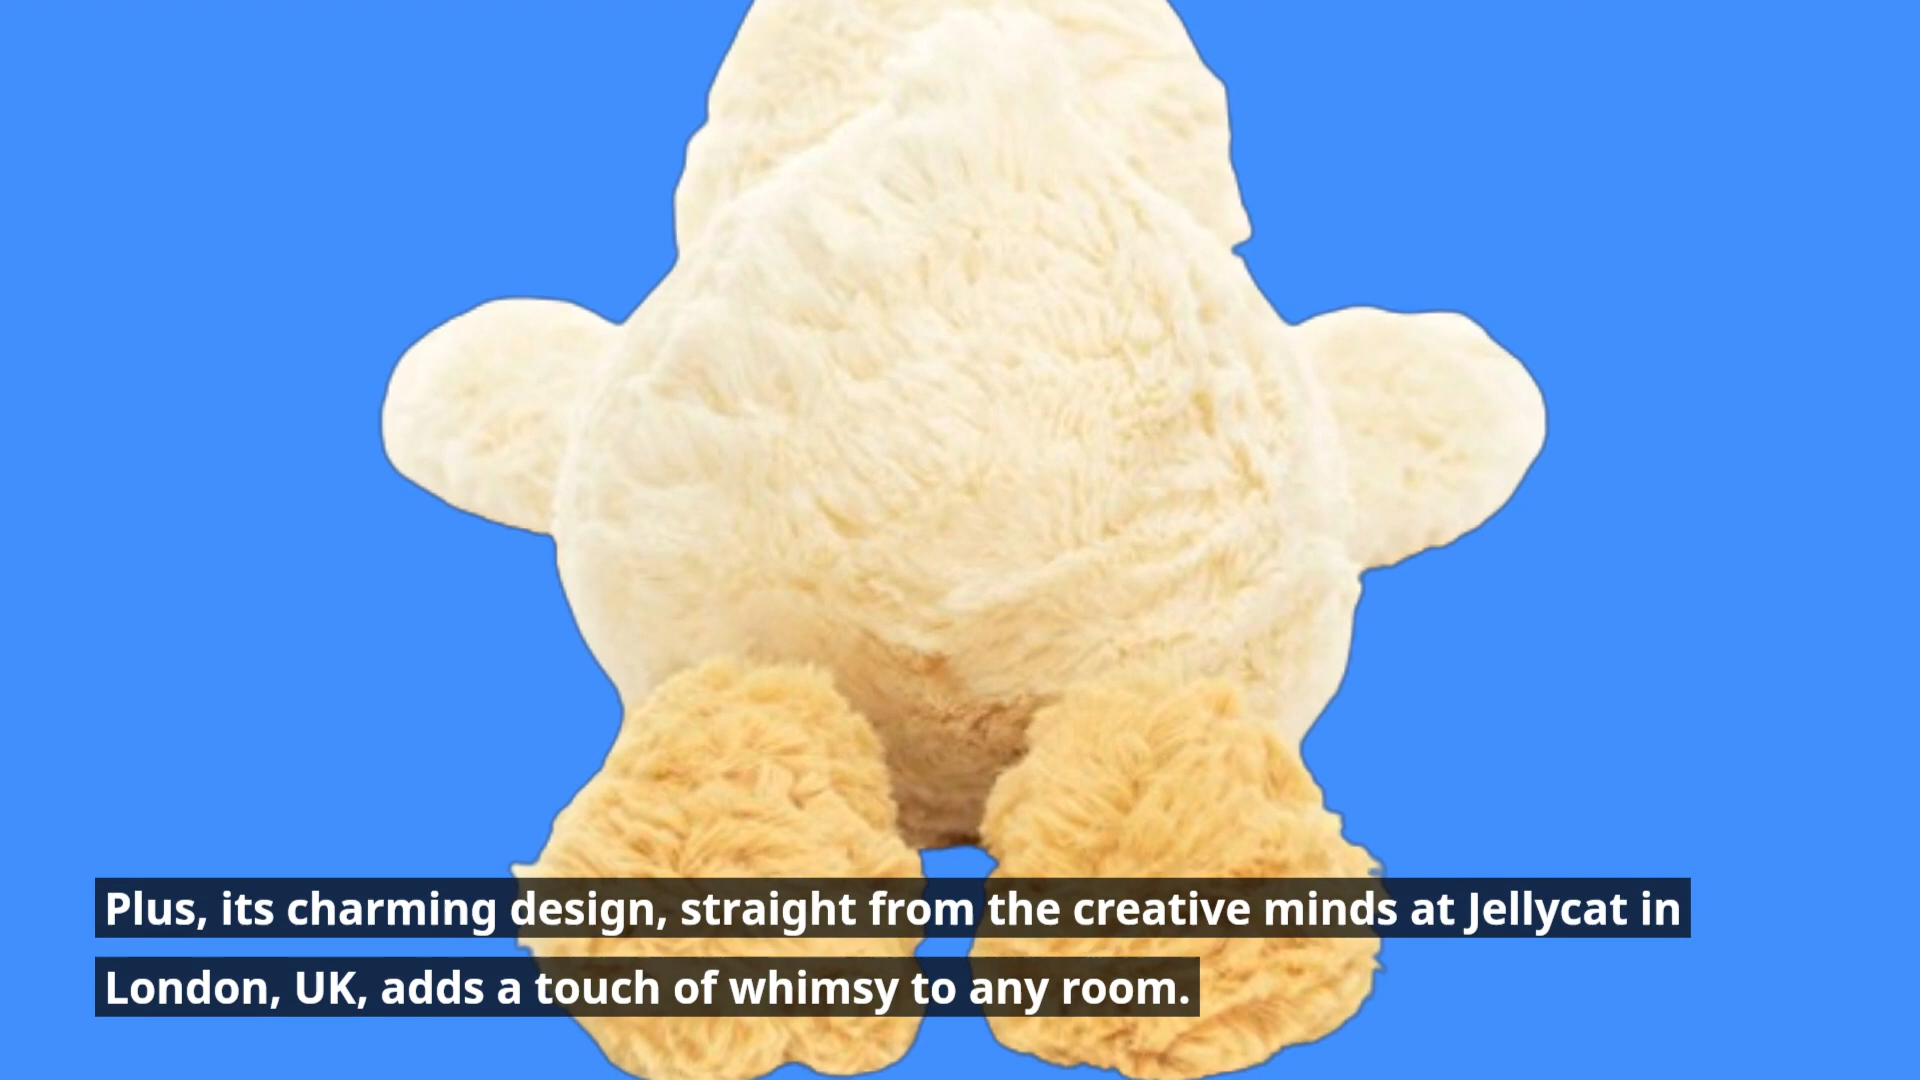 Plus, its charming design, straight from the creative minds at Jellycat in
London, UK, adds a touch of whimsy to any room.